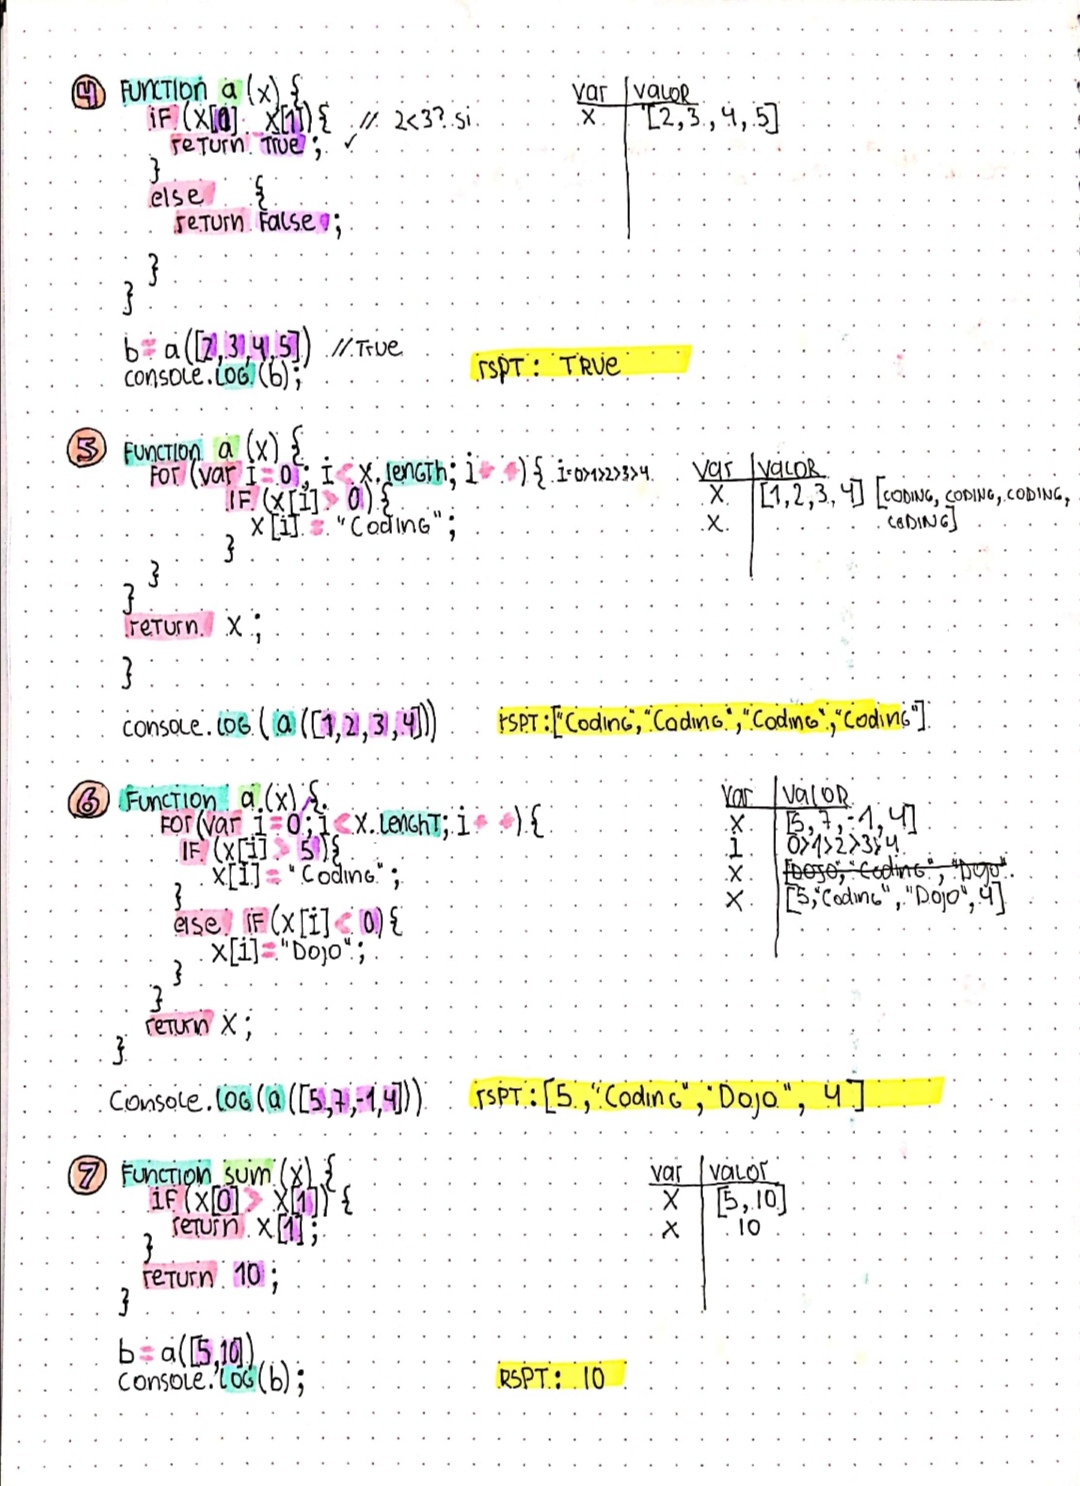 4 Function a (x) {
if (x[0] x[1]) { // 2<3? si
return True;
}
else {
return False;
}
}
b = a([2,3,4,5]) // True
console.LOG(b);
var valor
x [2,3,4,5]
rspt: TRUE
5 Function a (x) {
for (var i=0; i<x.length; i++) { i=0>1>2>3>4
IF (x[i] > 0) {
x[i] = "Coding";
}
}
}
return x;
}
console.LOG (a([1,2,3,4]))
var valor
x [1,2,3,4] [CODING, CODING, CODING,
x CODING]
rspt: ["Coding", "Coding", "Coding", "Coding"]
6 Function a (x) {
For (var i=0; i<x.lenghT; i++) {
IF (x[i] > 5) {
x[i] = "Coding";
}
else if (x[i] < 0) {
x[i] = "Dojo";
}
}
return x;
}
Console.LOG(a([5,7,-1,4]))
var valor
x [5,7,-1,4]
i 0>1>2>3>4
x [DOJO, "Coding", "Dojo"
x [5, "Coding", "Dojo", 4]
rspt: [5, "Coding", "Dojo", 4]
7 Function sum (x) {
if (x[0] > x[1]) {
return x[1];
}
return 10;
}
b = a([5,10])
console.LOG(b);
var valor
x [5,10]
x 10
RSPT: 10